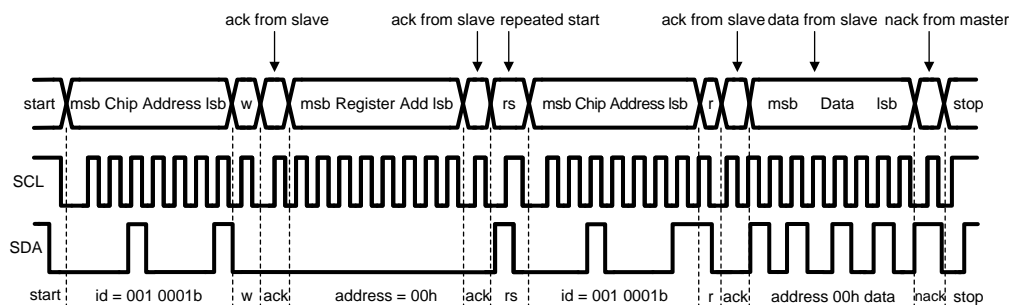 ack from slave ack from slave repeated start ack from slave data from slave nack from master
start msb Chip Address lsb w msb Register Add lsb rs msb Chip Address lsb r msb Data lsb stop
SCL
SDA
start id = 001 0001b w ack address = 00h ack rs id = 001 0001b r ack address 00h data nack stop